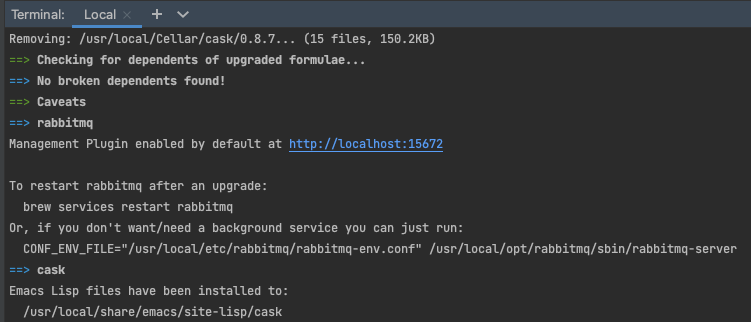 Terminal: Local × + ∨
Removing: /usr/local/Cellar/cask/0.8.7... (15 files, 150.2KB)
==> Checking for dependents of upgraded formulae...
==> No broken dependents found!
==> Caveats
==> rabbitmq
Management Plugin enabled by default at http://localhost:15672

To restart rabbitmq after an upgrade:
  brew services restart rabbitmq
Or, if you don't want/need a background service you can just run:
  CONF_ENV_FILE="/usr/local/etc/rabbitmq/rabbitmq-env.conf" /usr/local/opt/rabbitmq/sbin/rabbitmq-server
==> cask
Emacs Lisp files have been installed to:
  /usr/local/share/emacs/site-lisp/cask